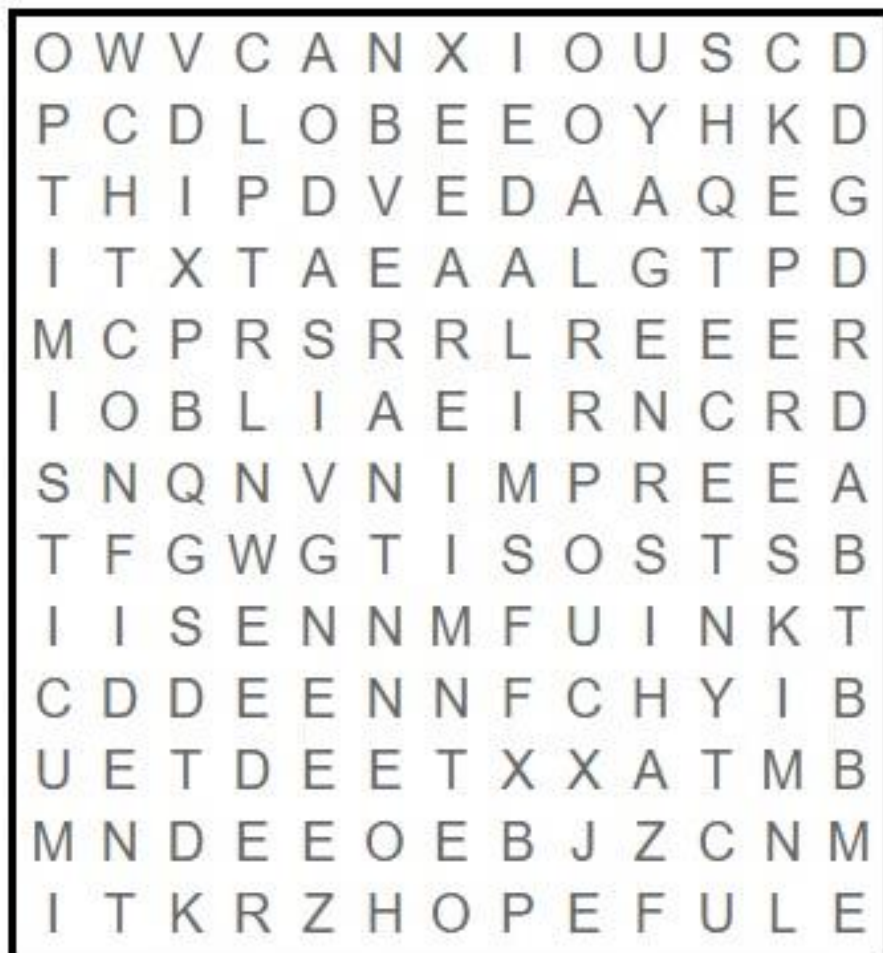 O W V C A N X I O U S C D
P C D L O B E E O Y H K D
T H I P D V E D A A Q E G
I T X T A E A A L G T P D
M C P R S R R L R E E E R
I O B L I A E I R N C R D
S N Q N V N I M P R E E A
T F G W G T I S O S T S B
I I S E N N M F U I N K T
C D D E E N N F C H Y I B
U E T D E E T X X A T M B
M N D E E O E B J Z C N M
I T K R Z H O P E F U L E